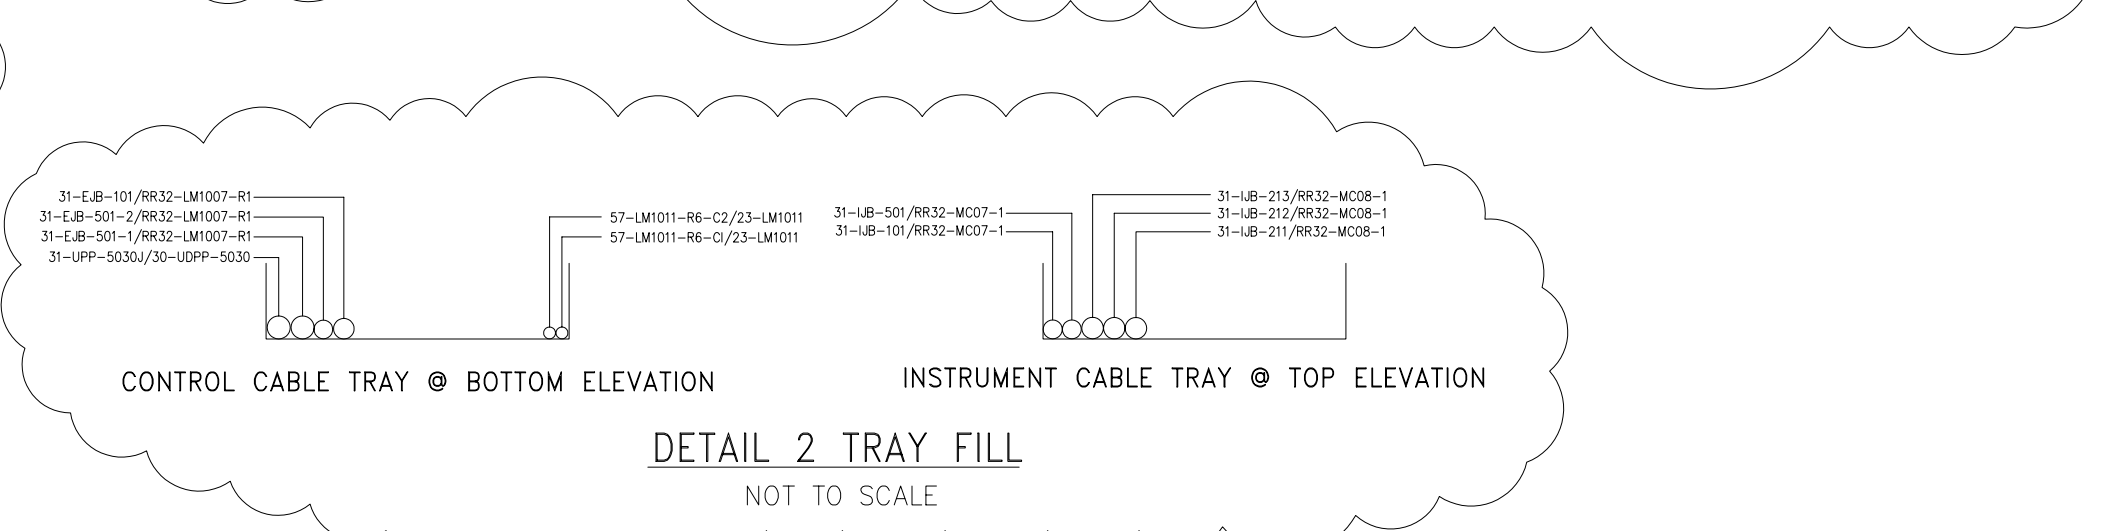 31-EJB-101/RR32-LM1007-R1
31-EJB-501-2/RR32-LM1007-R1
31-EJB-501-1/RR32-LM1007-R1
31-UPP-5030J/30-UDPP-5030
57-LM1011-R6-C2/23-LM1011
57-LM1011-R6-CI/23-LM1011
CONTROL CABLE TRAY @ BOTTOM ELEVATION
31-IJB-501/RR32-MC07-1
31-IJB-101/RR32-MC07-1
31-IJB-213/RR32-MC08-1
31-IJB-212/RR32-MC08-1
31-IJB-211/RR32-MC08-1
INSTRUMENT CABLE TRAY @ TOP ELEVATION
DETAIL 2 TRAY FILL
NOT TO SCALE